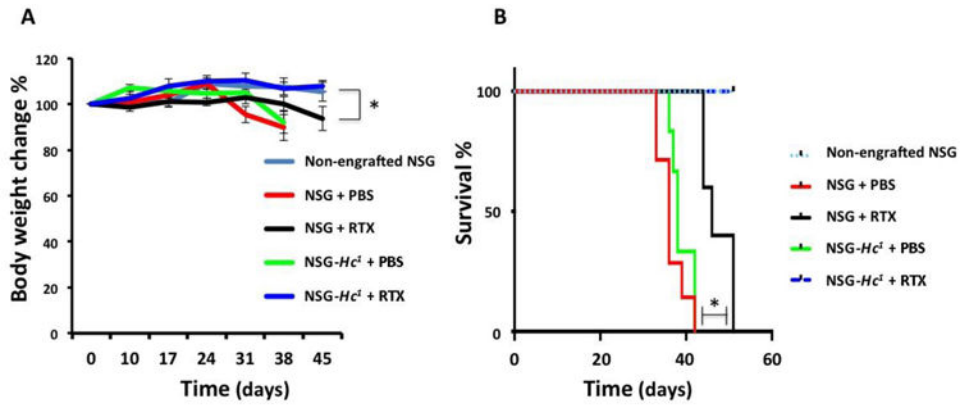 A
Body weight change %
120
100
80
60
40
20
0
0 10 17 24 31 38 45
Time (days)
*
Non-engrafted NSG
NSG + PBS
NSG + RTX
NSG-Hc¹ + PBS
NSG-Hc¹ + RTX
B
Survival %
100
50
0
0 20 40 60
Time (days)
*
Non-engrafted NSG
NSG + PBS
NSG + RTX
NSG-Hc¹ + PBS
NSG-Hc¹ + RTX